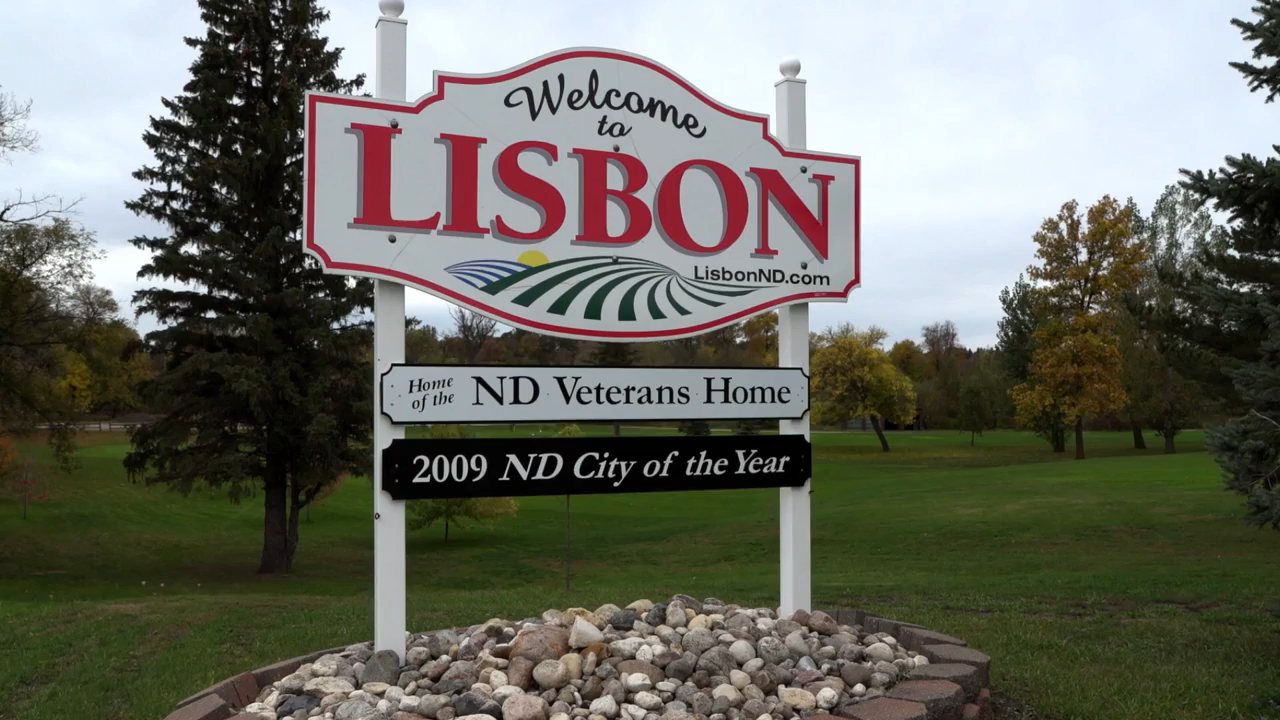 Welcome
to
LISBON
LisbonND.com
Home
of the
ND Veterans Home
2009 ND City of the Year